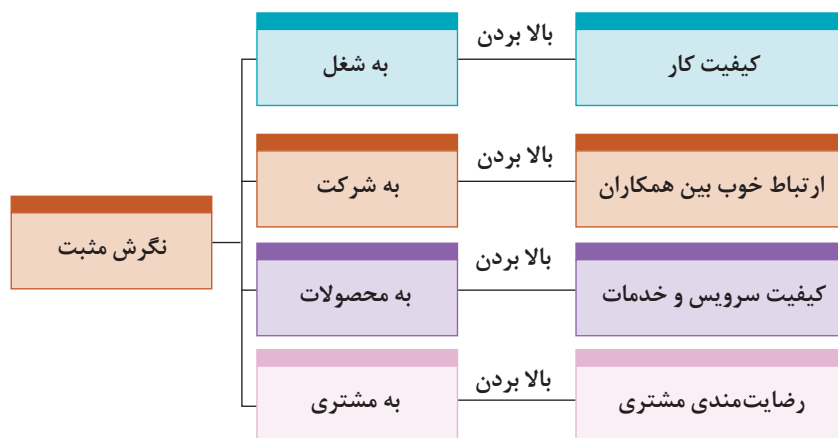 نگرش مثبت
به شغل
بالا بردن
کیفیت کار
به شرکت
بالا بردن
ارتباط خوب بین همکاران
به محصولات
بالا بردن
کیفیت سرویس و خدمات
به مشتری
بالا بردن
رضایت‌مندی مشتری